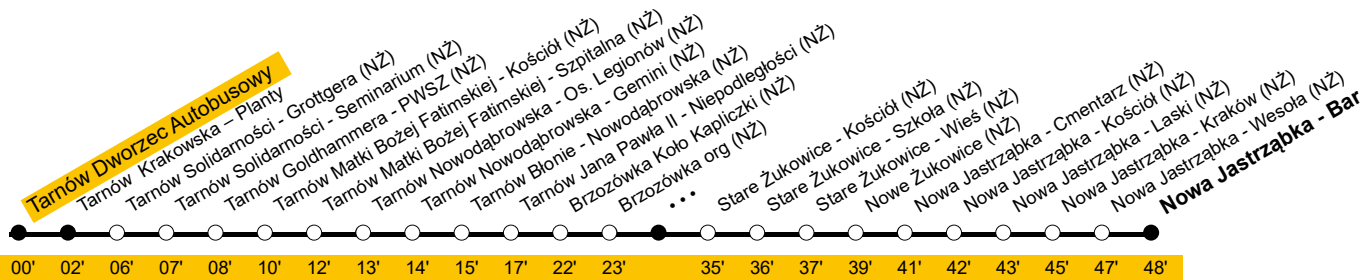 Tarnów Dworzec Autobusowy
Tarnów Krakowska – Planty
Tarnów Solidarności - Grottgera (NŻ)
Tarnów Solidarności - Seminarium (NŻ)
Tarnów Goldhammera - PWSZ (NŻ)
Tarnów Matki Bożej Fatimskiej - Kościół (NŻ)
Tarnów Matki Bożej Fatimskiej - Szpitalna (NŻ)
Tarnów Nowodąbrowska - Os. Legionów (NŻ)
Tarnów Nowodąbrowska - Gemini (NŻ)
Tarnów Błonie - Nowodąbrowska (NŻ)
Tarnów Jana Pawła II - Niepodległości (NŻ)
Brzozówka Koło Kapliczki (NŻ)
Brzozówka org (NŻ)
• • •
Stare Żukowice - Kościół (NŻ)
Stare Żukowice - Szkoła (NŻ)
Stare Żukowice - Wieś (NŻ)
Nowe Żukowice (NŻ)
Nowa Jastrząbka - Cmentarz (NŻ)
Nowa Jastrząbka - Kościół (NŻ)
Nowa Jastrząbka - Laski (NŻ)
Nowa Jastrząbka - Kraków (NŻ)
Nowa Jastrząbka - Wesoła (NŻ)
Nowa Jastrząbka - Bar
00' 02' 06' 07' 08' 10' 12' 13' 14' 15' 17' 22' 23' 35' 36' 37' 39' 41' 42' 43' 45' 47' 48'